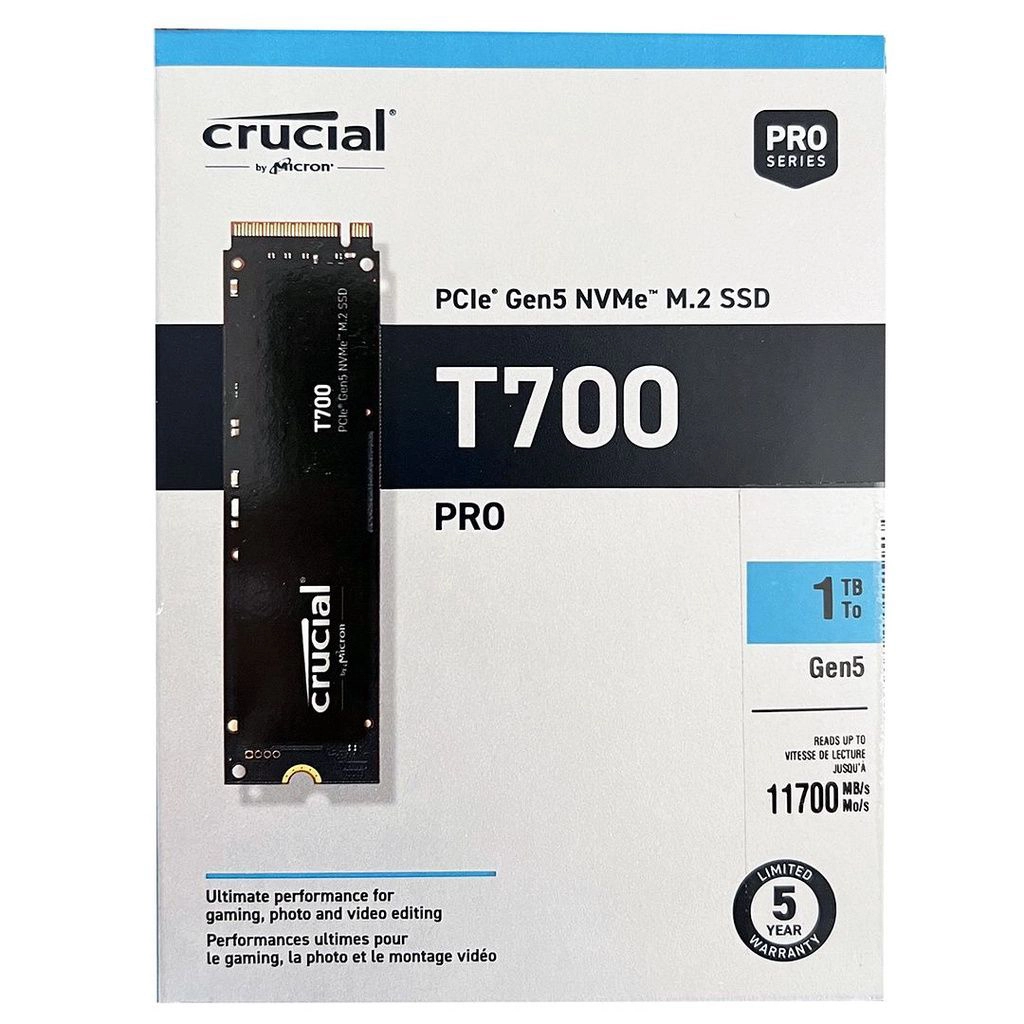 crucial®
by Micron®
PRO
SERIES
PCIe® Gen5 NVMe™ M.2 SSD
T700
PRO
T700
PCIe® Gen5 NVMe™ M.2 SSD
crucial®
by Micron
1 TB
To
Gen5
READS UP TO
VITESSE DE LECTURE
JUSQU'À
11700 MB/s
Mo/s
LIMITED
5
YEAR
WARRANTY
Ultimate performance for
gaming, photo and video editing
Performances ultimes pour
le gaming, la photo et le montage vidéo